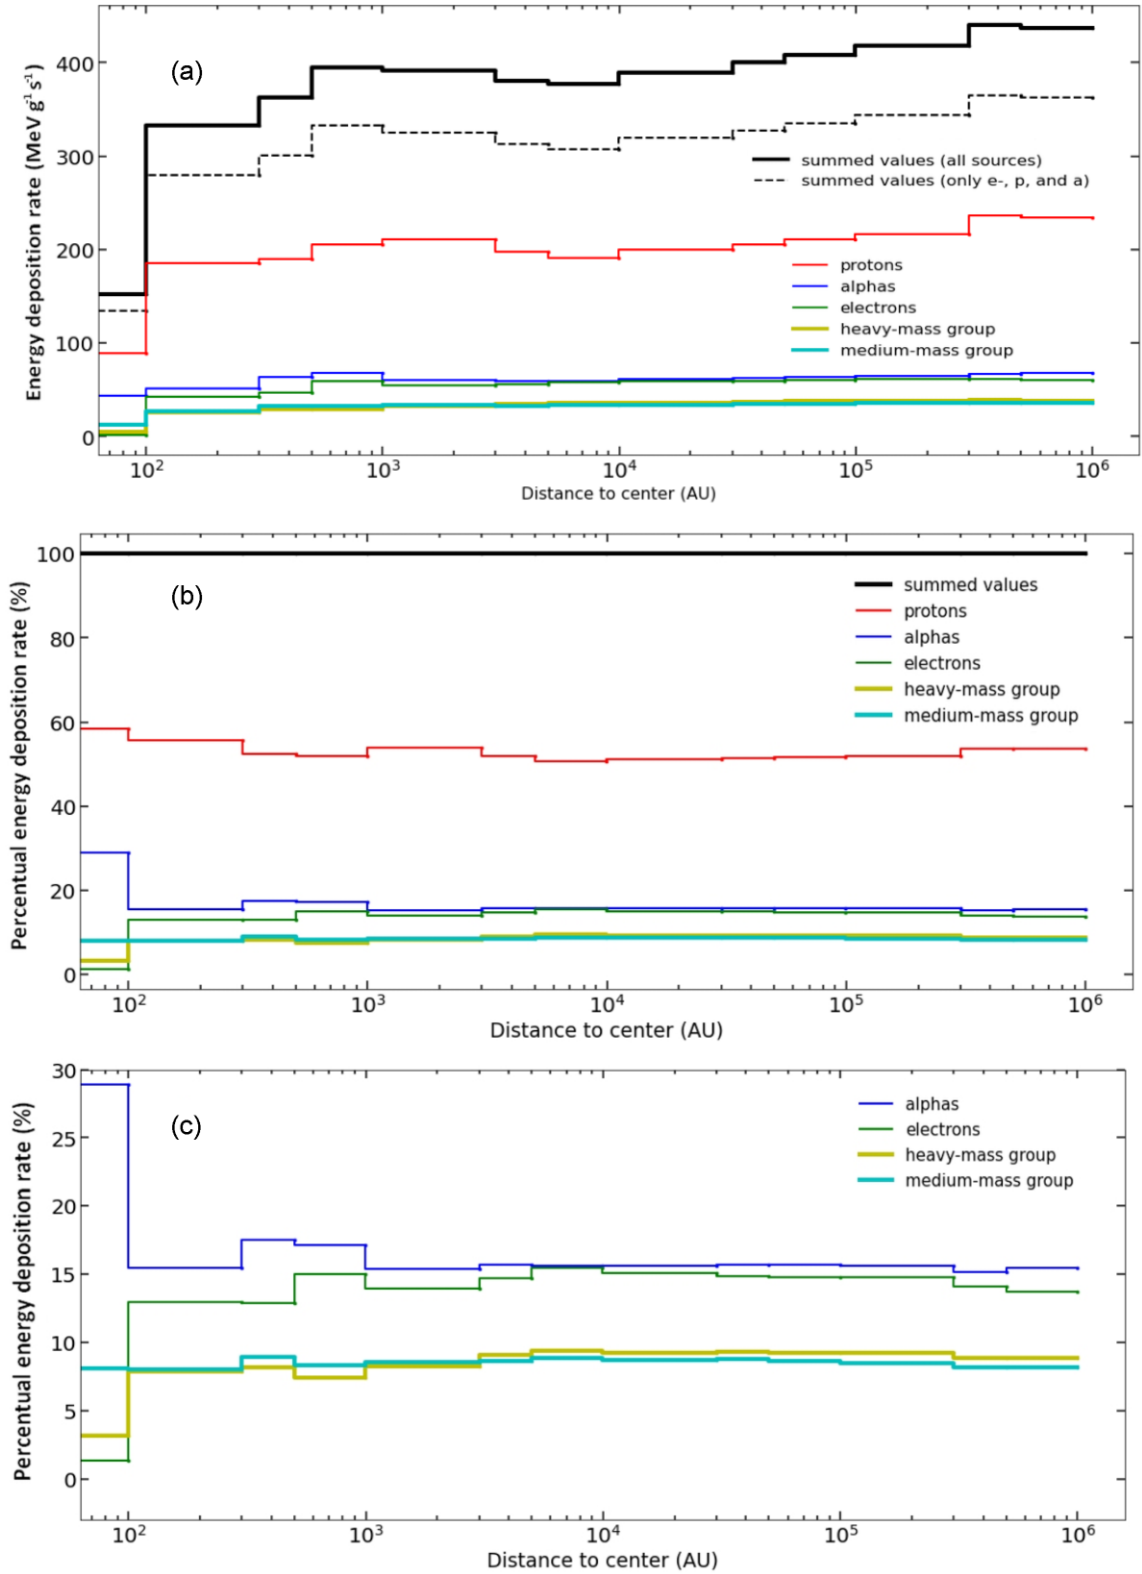 (a)
Energy deposition rate (MeV g⁻¹ s⁻¹)
400
300
200
100
0
summed values (all sources)
summed values (only e-, p, and a)
protons
alphas
electrons
heavy-mass group
medium-mass group
10² 10³ 10⁴ 10⁵ 10⁶
Distance to center (AU)
(b)
Percentual energy deposition rate (%)
100
80
60
40
20
0
summed values
protons
alphas
electrons
heavy-mass group
medium-mass group
10² 10³ 10⁴ 10⁵ 10⁶
Distance to center (AU)
(c)
Percentual energy deposition rate (%)
30
25
20
15
10
5
0
alphas
electrons
heavy-mass group
medium-mass group
10² 10³ 10⁴ 10⁵ 10⁶
Distance to center (AU)